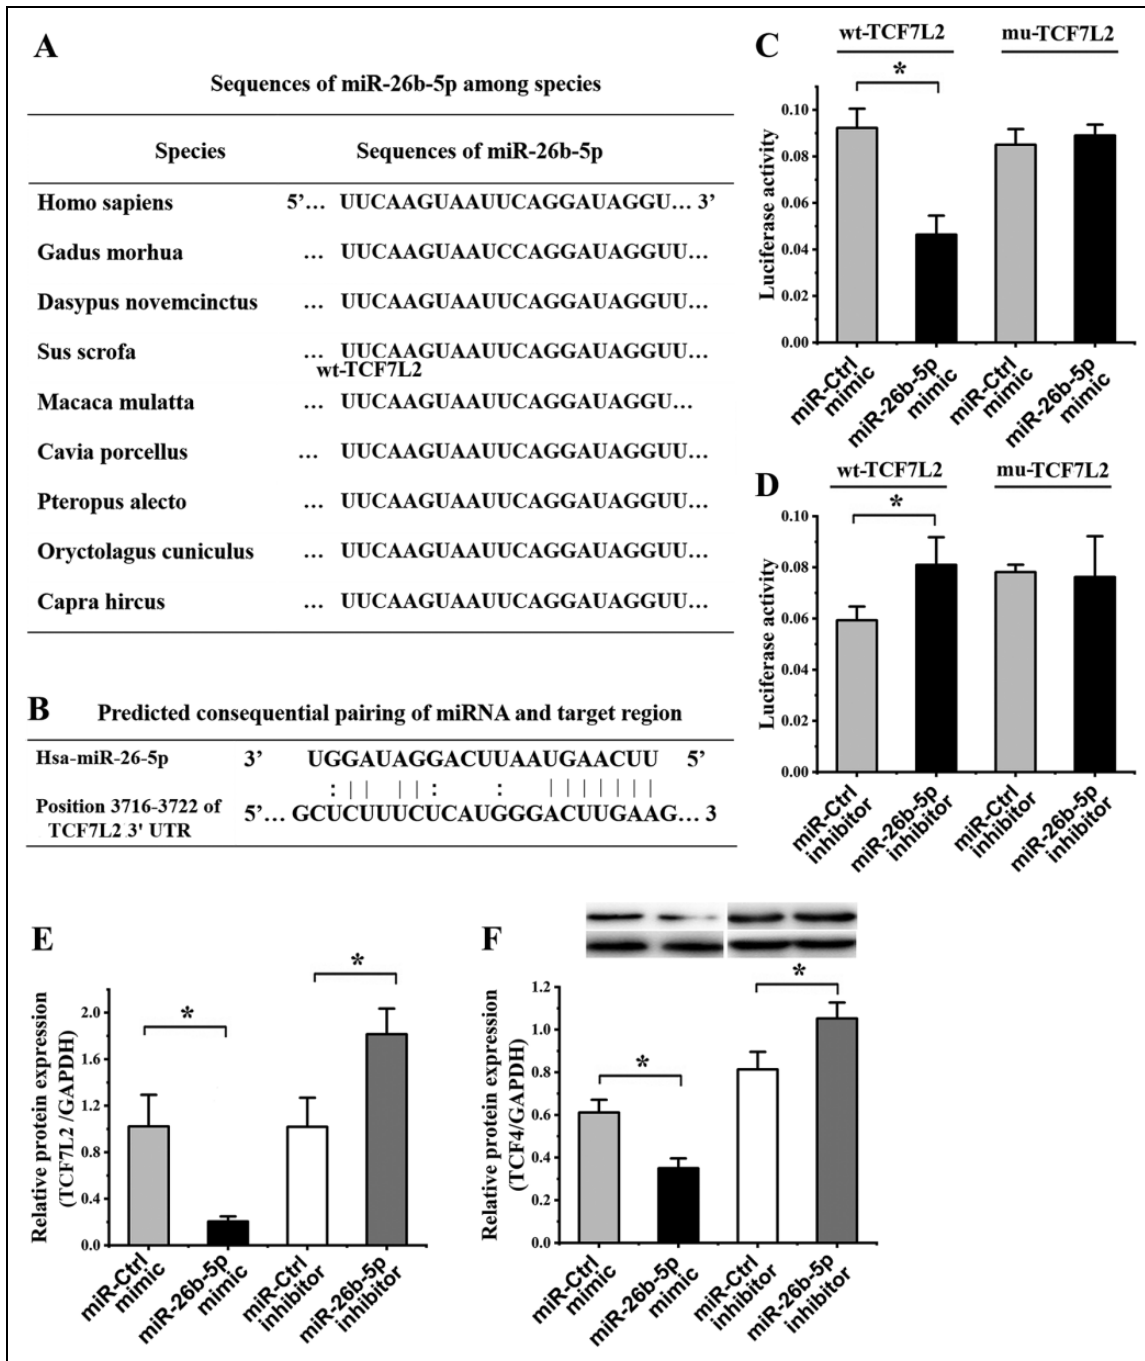 A
Sequences of miR-26b-5p among species
Species Sequences of miR-26b-5p
Homo sapiens 5’… UUCAAGUAAUUCAGGAUAGGU… 3’
Gadus morhua … UUCAAGUAAUCCAGGAUAGGUU…
Dasypus novemcinctus … UUCAAGUAAUUCAGGAUAGGUU…
Sus scrofa … UUCAAGUAAUUCAGGAUAGGUU…
wt-TCF7L2
Macaca mulatta … UUCAAGUAAUUCAGGAUAGGU…
Cavia porcellus … UUCAAGUAAUUCAGGAUAGGUU…
Pteropus alecto … UUCAAGUAAUUCAGGAUAGGUU…
Oryctolagus cuniculus … UUCAAGUAAUUCAGGAUAGGUU…
Capra hircus … UUCAAGUAAUUCAGGAUAGGUU…
B Predicted consequential pairing of miRNA and target region
Hsa-miR-26-5p 3’ UGGAUAGGACUUAAUGAACUU 5’
: | | | | : : | | | | | | |
Position 3716-3722 of
TCF7L2 3' UTR
5’… GCUCUUUCUCAUGGGACUUGAAG… 3
C
wt-TCF7L2 mu-TCF7L2
*
Luciferase activity
0.10
0.08
0.06
0.04
0.02
0.00
miR-Ctrl mimic
miR-26b-5p mimic
miR-Ctrl mimic
miR-26b-5p mimic
D
wt-TCF7L2 mu-TCF7L2
*
Luciferase activity
0.10
0.08
0.06
0.04
0.02
0.00
miR-Ctrl inhibitor
miR-26b-5p inhibitor
miR-Ctrl inhibitor
miR-26b-5p inhibitor
E
* *
Relative protein expression
(TCF7L2 /GAPDH)
2.0
1.6
1.2
0.8
0.4
0.0
miR-Ctrl mimic
miR-26b-5p mimic
miR-Ctrl inhibitor
miR-26b-5p inhibitor
F
* *
Relative protein expression
(TCF4/GAPDH)
1.2
1.0
0.8
0.6
0.4
0.2
0.0
miR-Ctrl mimic
miR-26b-5p mimic
miR-Ctrl inhibitor
miR-26b-5p inhibitor